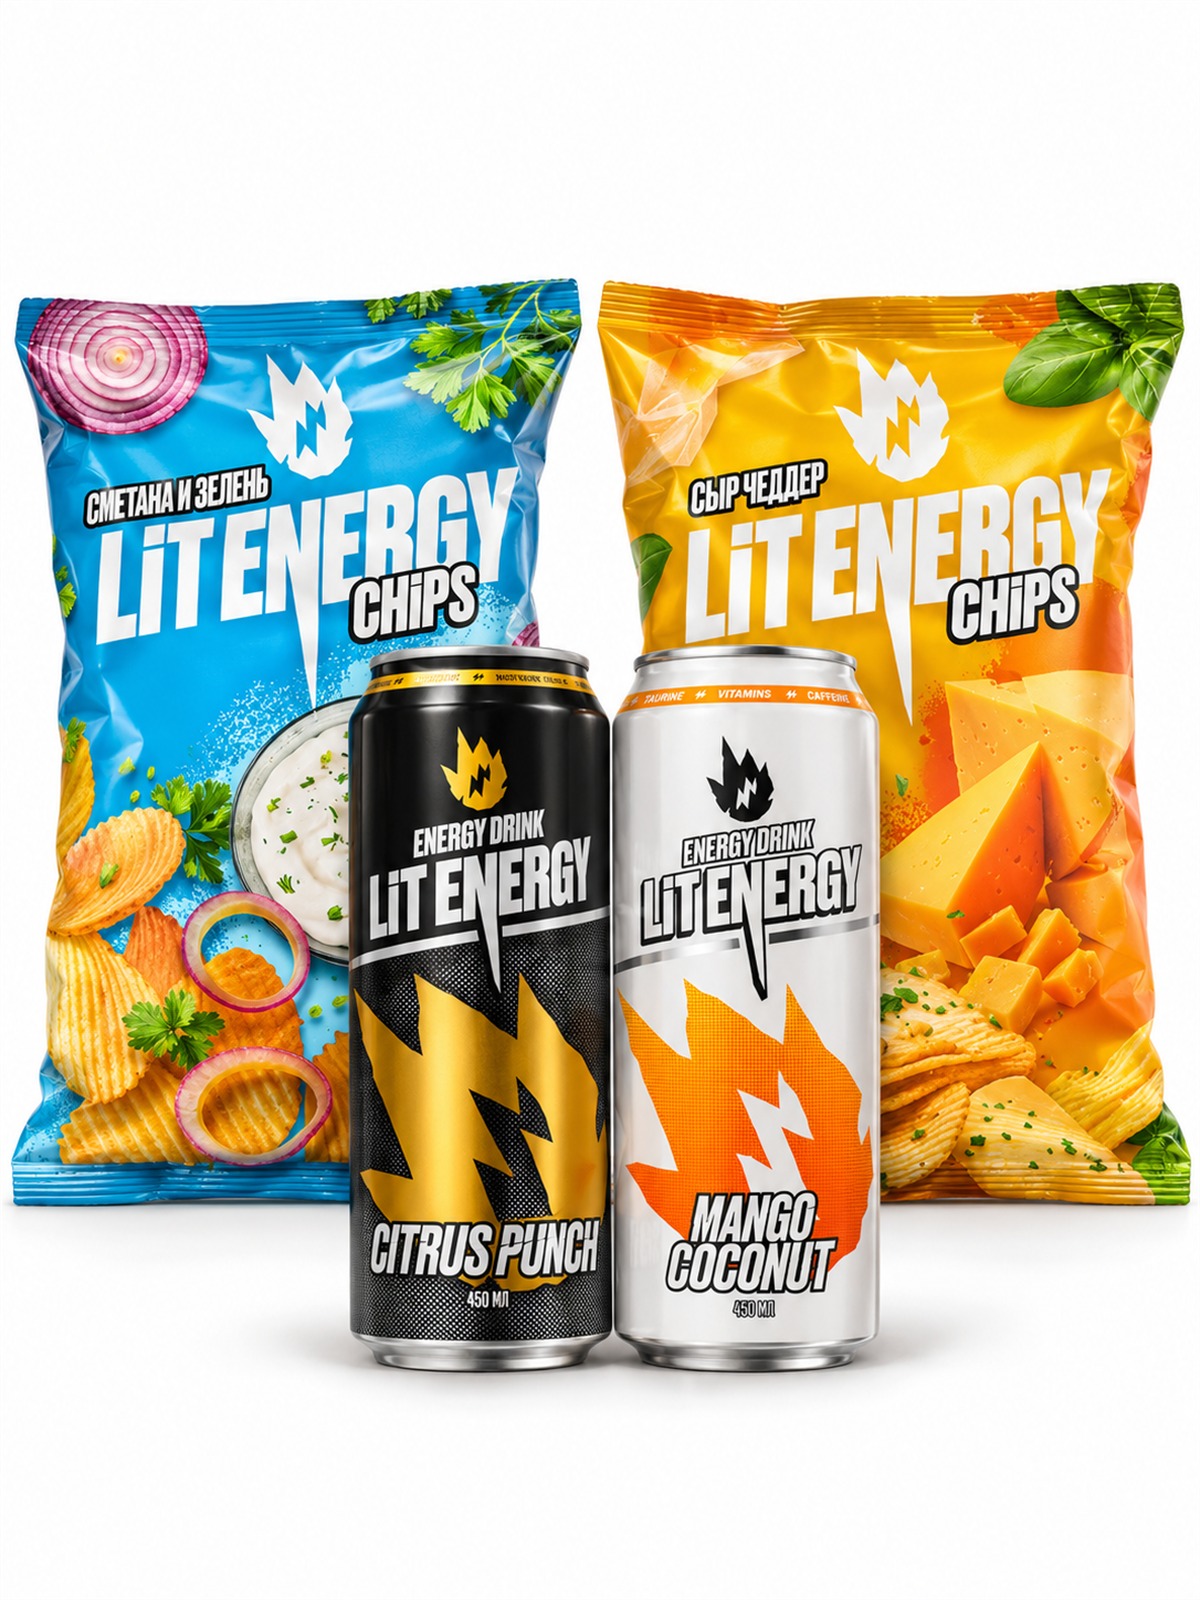 СМЕТАНА И ЗЕЛЕНЬ
LiT ENERGY
CHiPS
СЫР ЧЕДДЕР
LiT ENERGY
CHiPS
ENERGY DRINK
LiT ENERGY
CITRUS PUNCH
450 МЛ
TAURINE VITAMINS CAFFEINE
ENERGY DRINK
LiT ENERGY
MANGO
COCONUT
450 МЛ